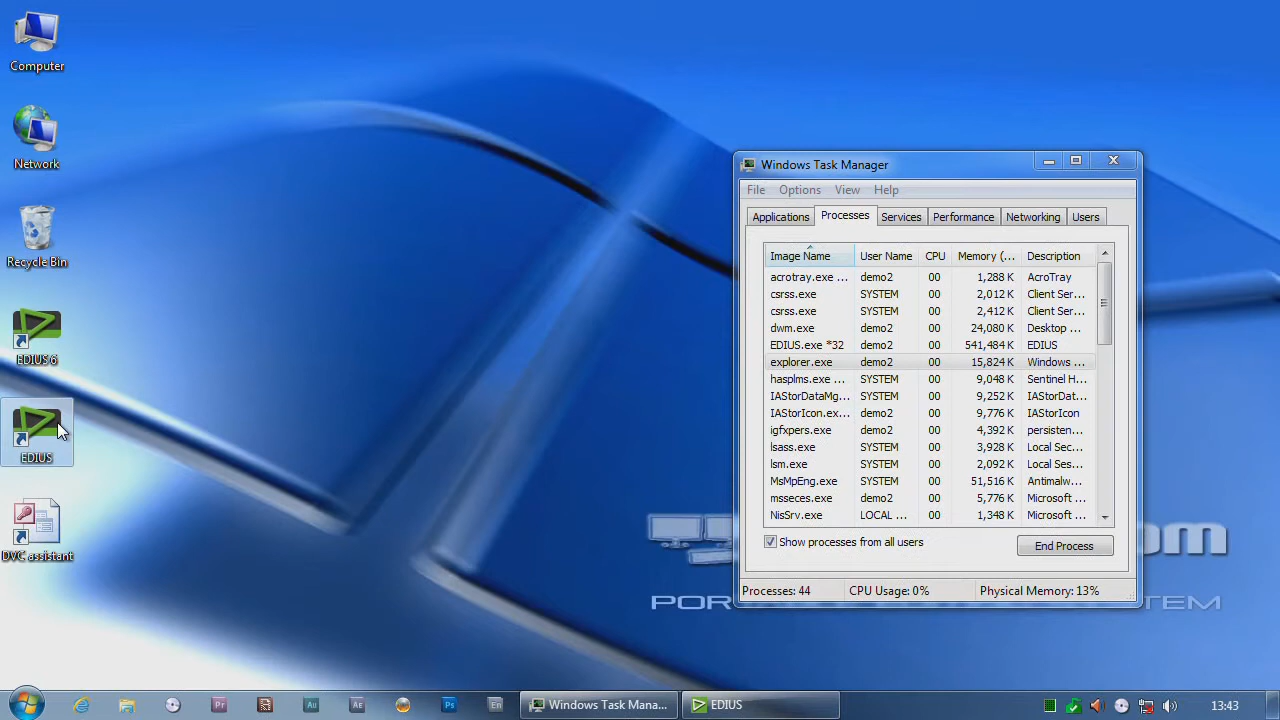 Computer
Network
Recycle Bin
EDIUS 6
EDIUS
DVC assistant
Windows Task Manager
File Options View Help
Applications Processes Services Performance Networking Users
Image Name User Name CPU Memory (... Description
acrotray.exe ... demo2 00 1,288 K AcroTray
csrss.exe SYSTEM 00 2,012 K Client Ser...
csrss.exe SYSTEM 00 2,412 K Client Ser...
dwm.exe demo2 00 24,080 K Desktop ...
EDIUS.exe *32 demo2 00 541,484 K EDIUS
explorer.exe demo2 00 15,824 K Windows ...
hasplms.exe ... SYSTEM 00 9,048 K Sentinel H...
IAStorDataMg... SYSTEM 00 9,252 K IAStorDat...
IAStorIcon.ex... demo2 00 9,776 K IAStorIcon
igfxpers.exe demo2 00 4,392 K persisten...
lsass.exe SYSTEM 00 3,928 K Local Sec...
lsm.exe SYSTEM 00 2,092 K Local Ses...
MsMpEng.exe SYSTEM 00 51,516 K Antimalw...
msseces.exe demo2 00 5,776 K Microsoft ...
NisSrv.exe LOCAL ... 00 1,348 K Microsoft ...
Show processes from all users
End Process
Processes: 44 CPU Usage: 0% Physical Memory: 13%
om
POR TEM
Pr Au AE Ps En
Windows Task Mana...
EDIUS
13:43